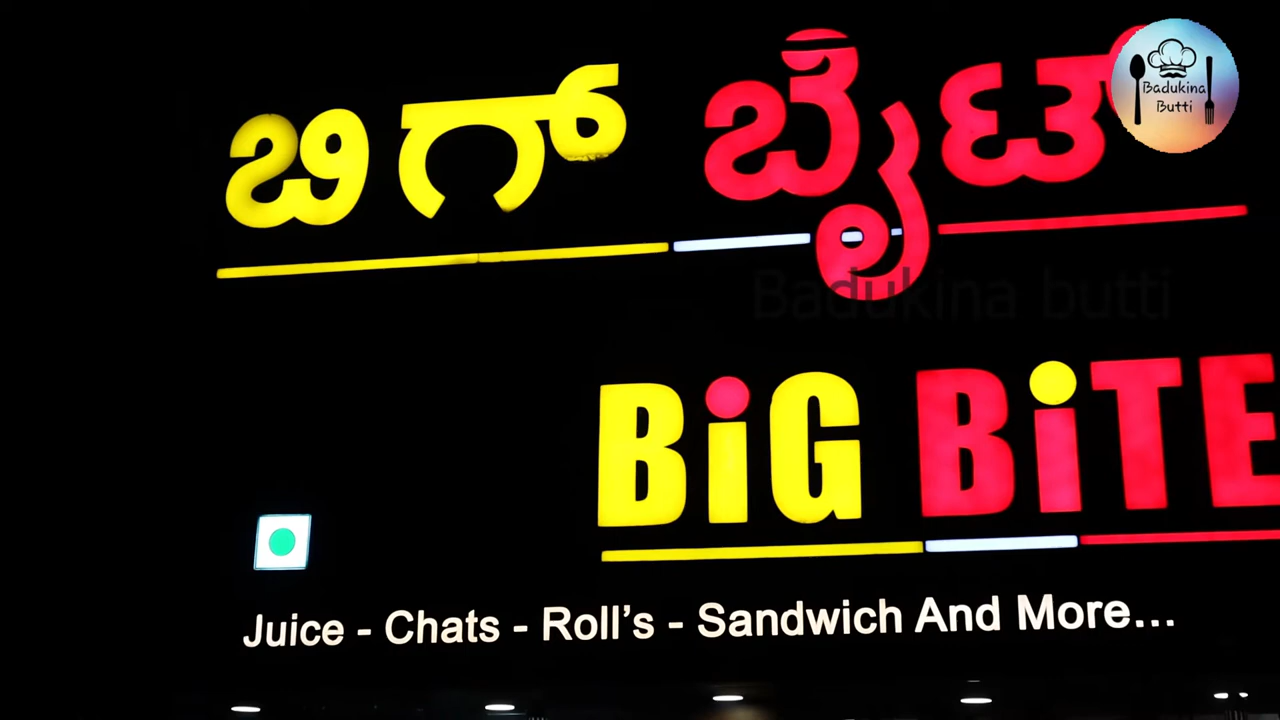 ಬಿಗ್ ಬೈಟ್
Badukina
Butti
Badukina butti
BiG BiTE
Juice - Chats - Roll's - Sandwich And More...